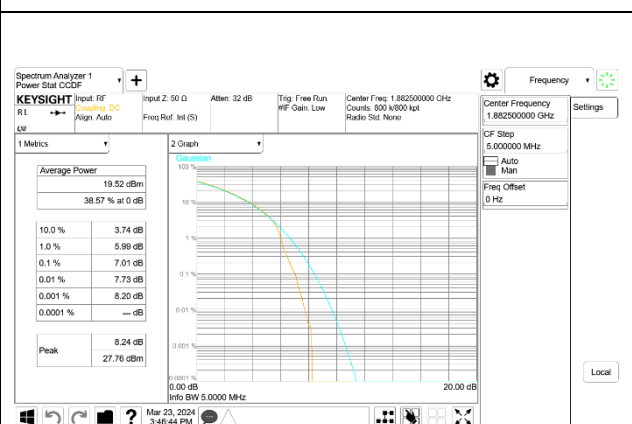 Spectrum Analyzer 1
Power Stat CCDF
Frequency
KEYSIGHT
Input: RF
Input Z: 50 Ω
Atten: 32 dB
Trig: Free Run
Center Freq: 1.882500000 GHz
RL
Coupling: DC
#IF Gain: Low
Counts: 800 k/800 kpt
Align: Auto
Freq Ref: Int (S)
Radio Std: None
Center Frequency
1.882500000 GHz
Settings
CF Step
5.000000 MHz
Auto
Man
Freq Offset
0 Hz
1 Metrics
2 Graph
Gaussian
Average Power
19.52 dBm
38.57 % at 0 dB
10.0 % 3.74 dB
1.0 % 5.99 dB
0.1 % 7.01 dB
0.01 % 7.73 dB
0.001 % 8.20 dB
0.0001 % --- dB
Peak
8.24 dB
27.76 dBm
100 %
10 %
1 %
0.1 %
0.01 %
0.001 %
0.0001 %
0.00 dB
20.00 dB
Info BW 5.0000 MHz
Local
?
Mar 23, 2024
3:46:44 PM